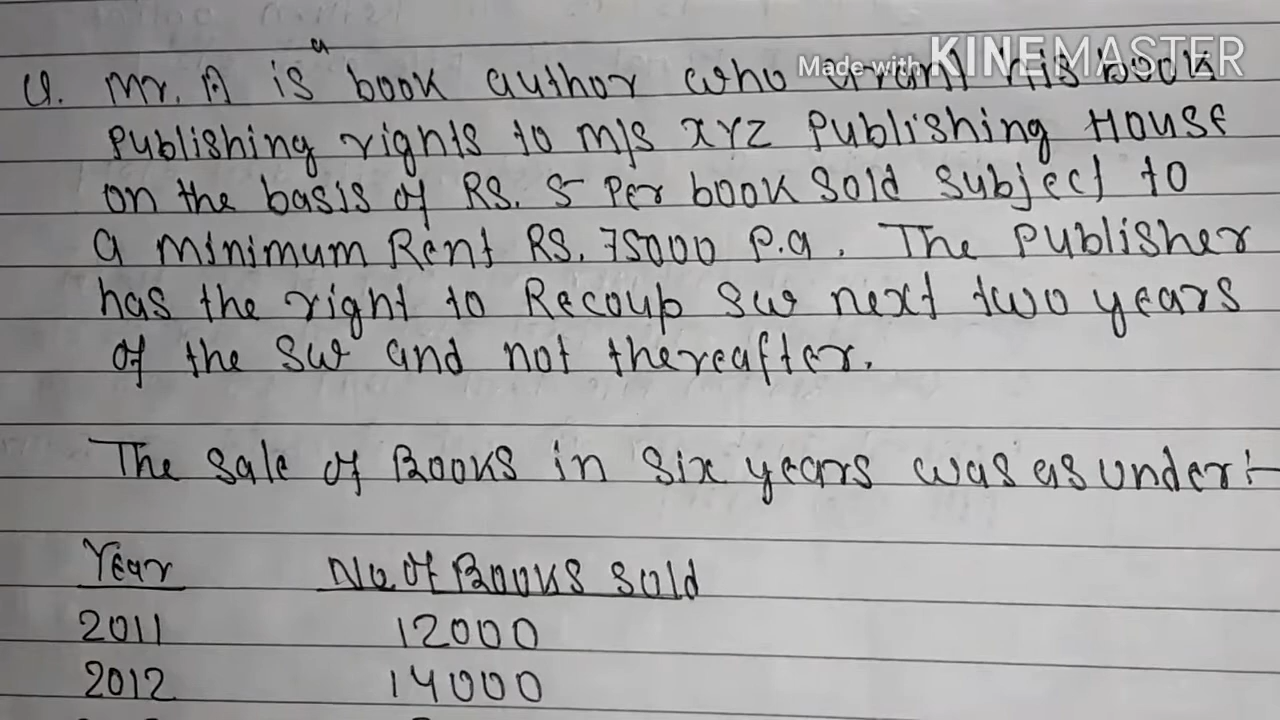 Made with KINEMASTER
Q. Mr. A is a book author who his book
Publishing rights to M/s XYZ Publishing House
on the basis of RS. 5 Per book sold subject to
a minimum Rent RS. 75000 P.a. The Publisher
has the right to Recoup SW next two years
of the SW and not thereafter.
The Sale of Books in six years was as under:-
Year No of Books sold
2011 12000
2012 14000